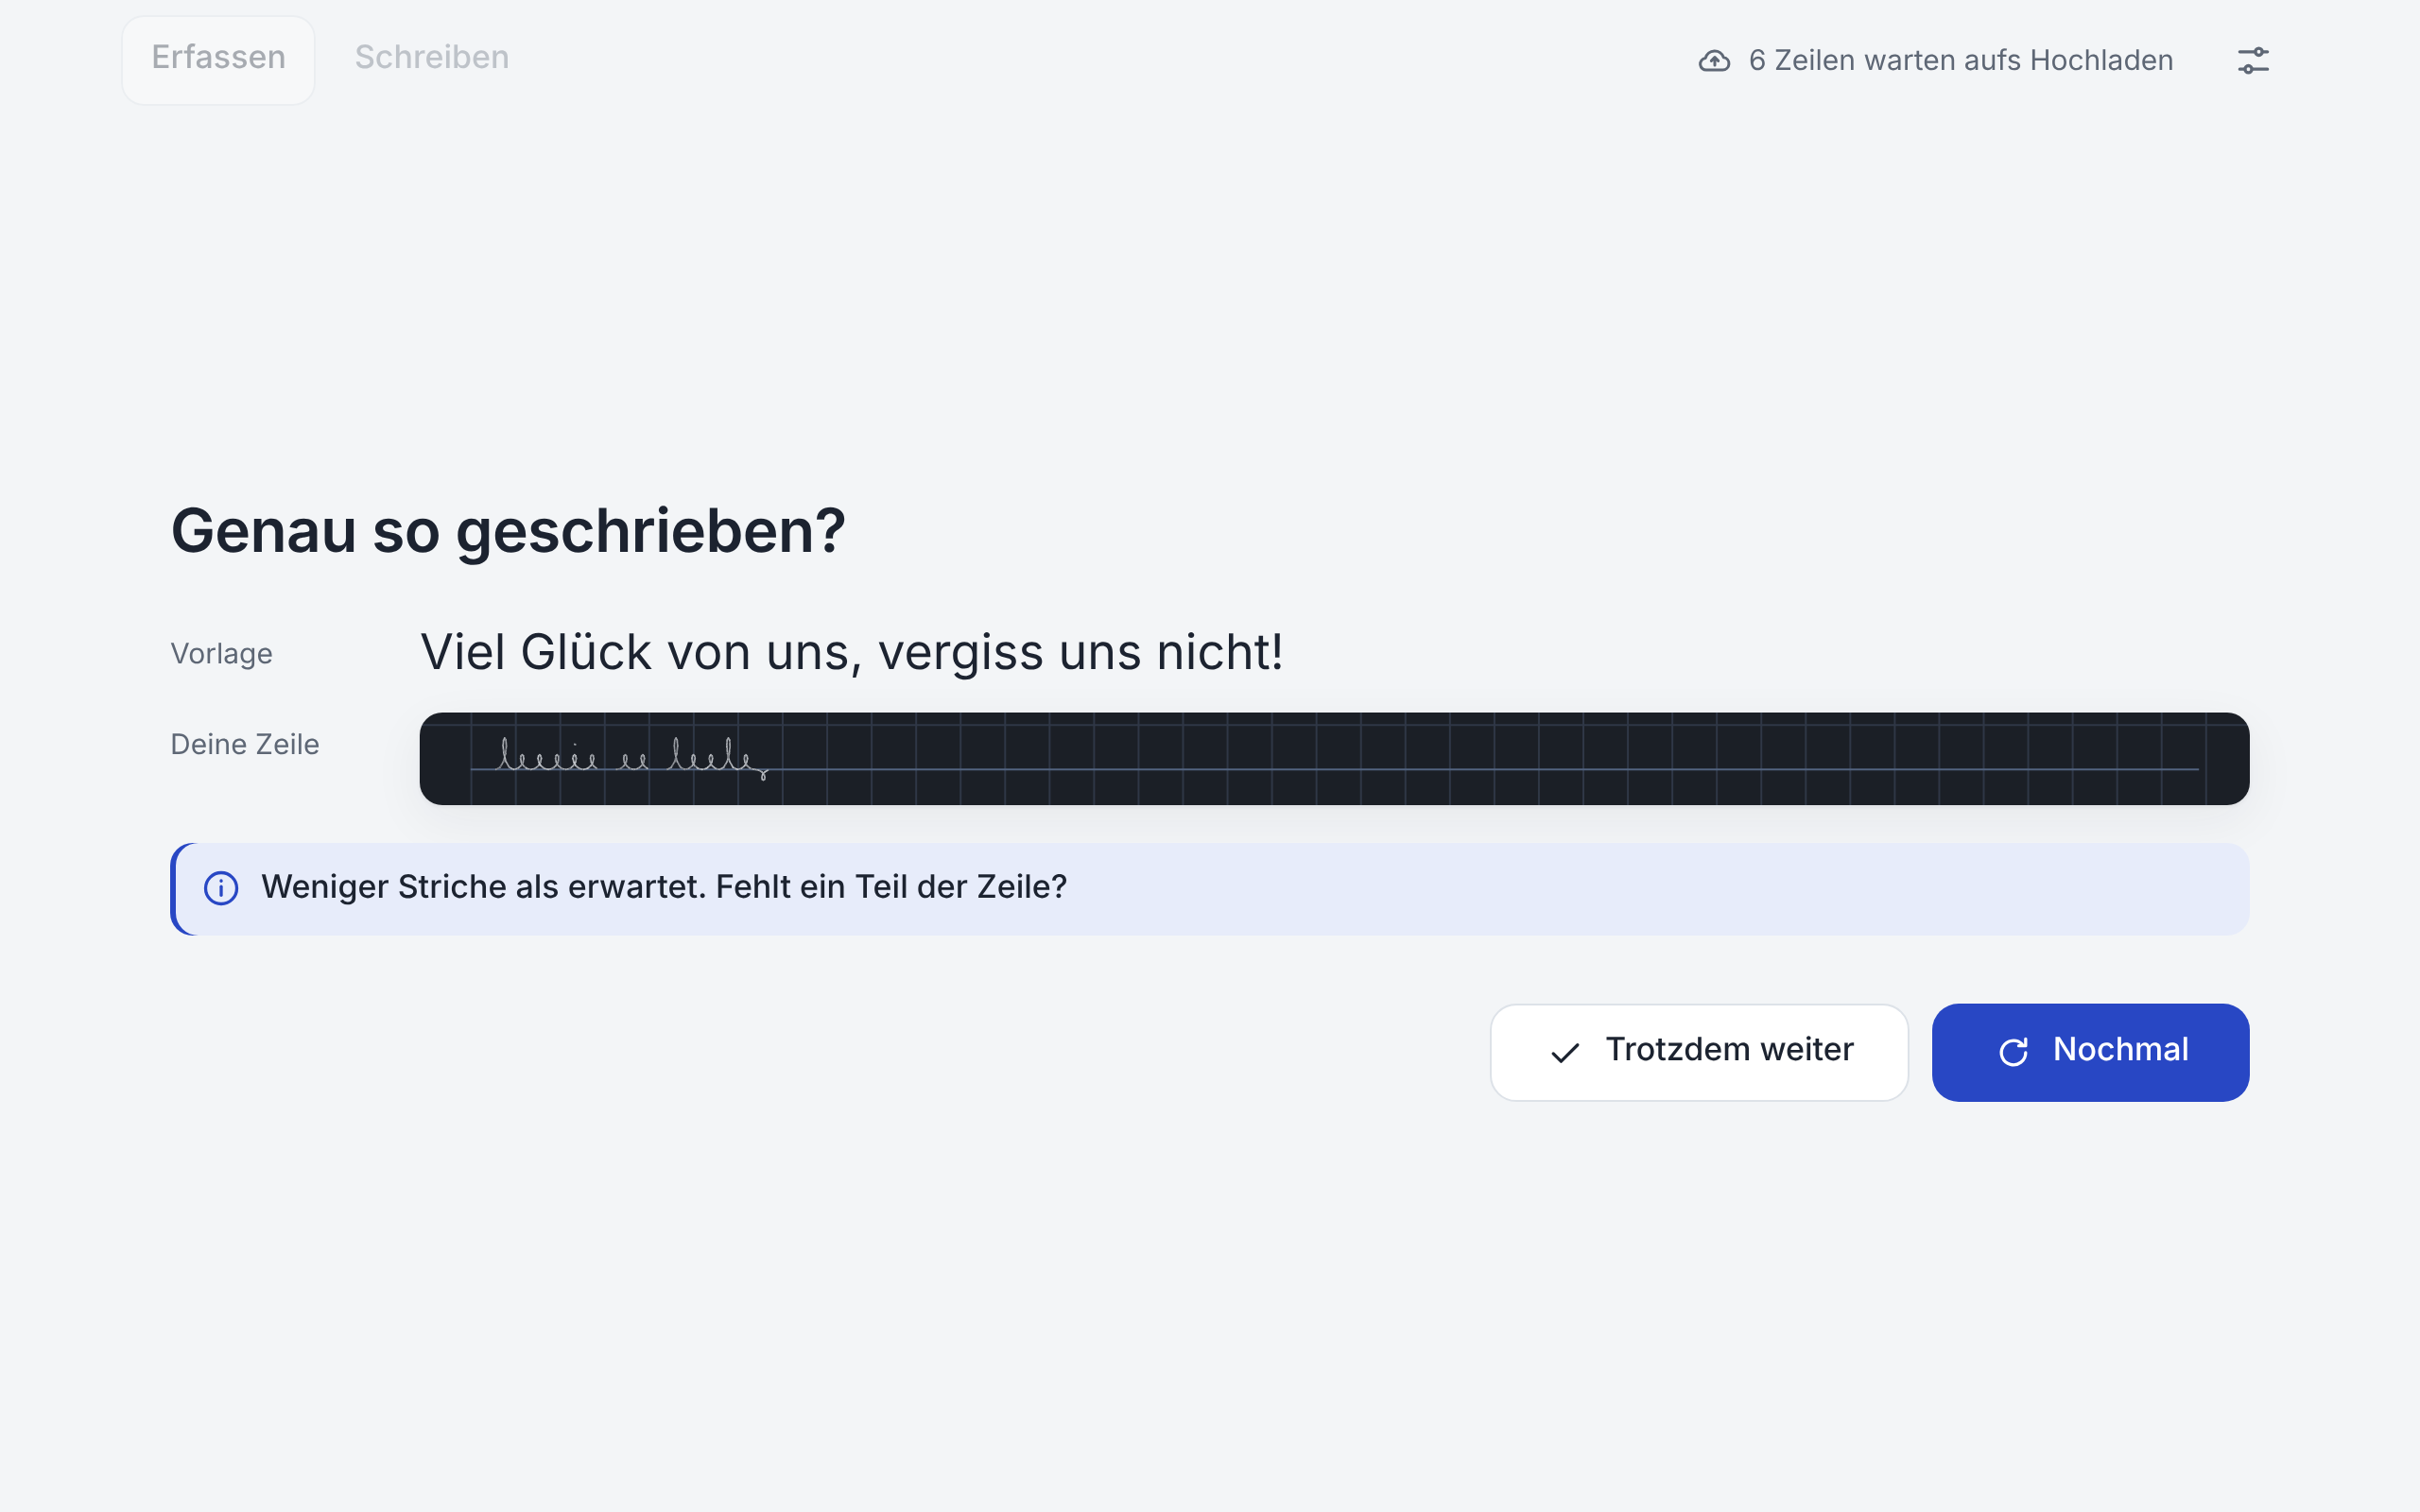 Erfassen
Schreiben
6 Zeilen warten aufs Hochladen
Genau so geschrieben?
Vorlage
Viel Glück von uns, vergiss uns nicht!
Deine Zeile
Weniger Striche als erwartet. Fehlt ein Teil der Zeile?
Trotzdem weiter
Nochmal